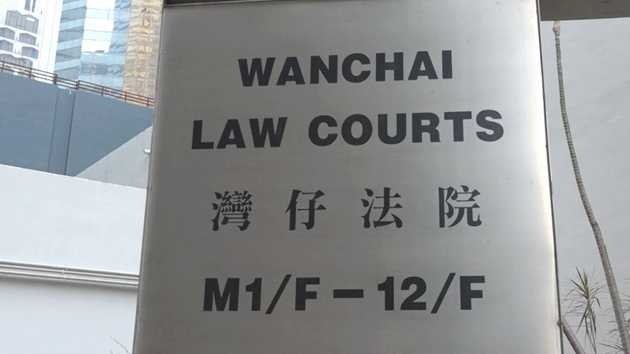 WANCHAI
LAW COURTS
灣仔法院
M1/F – 12/F